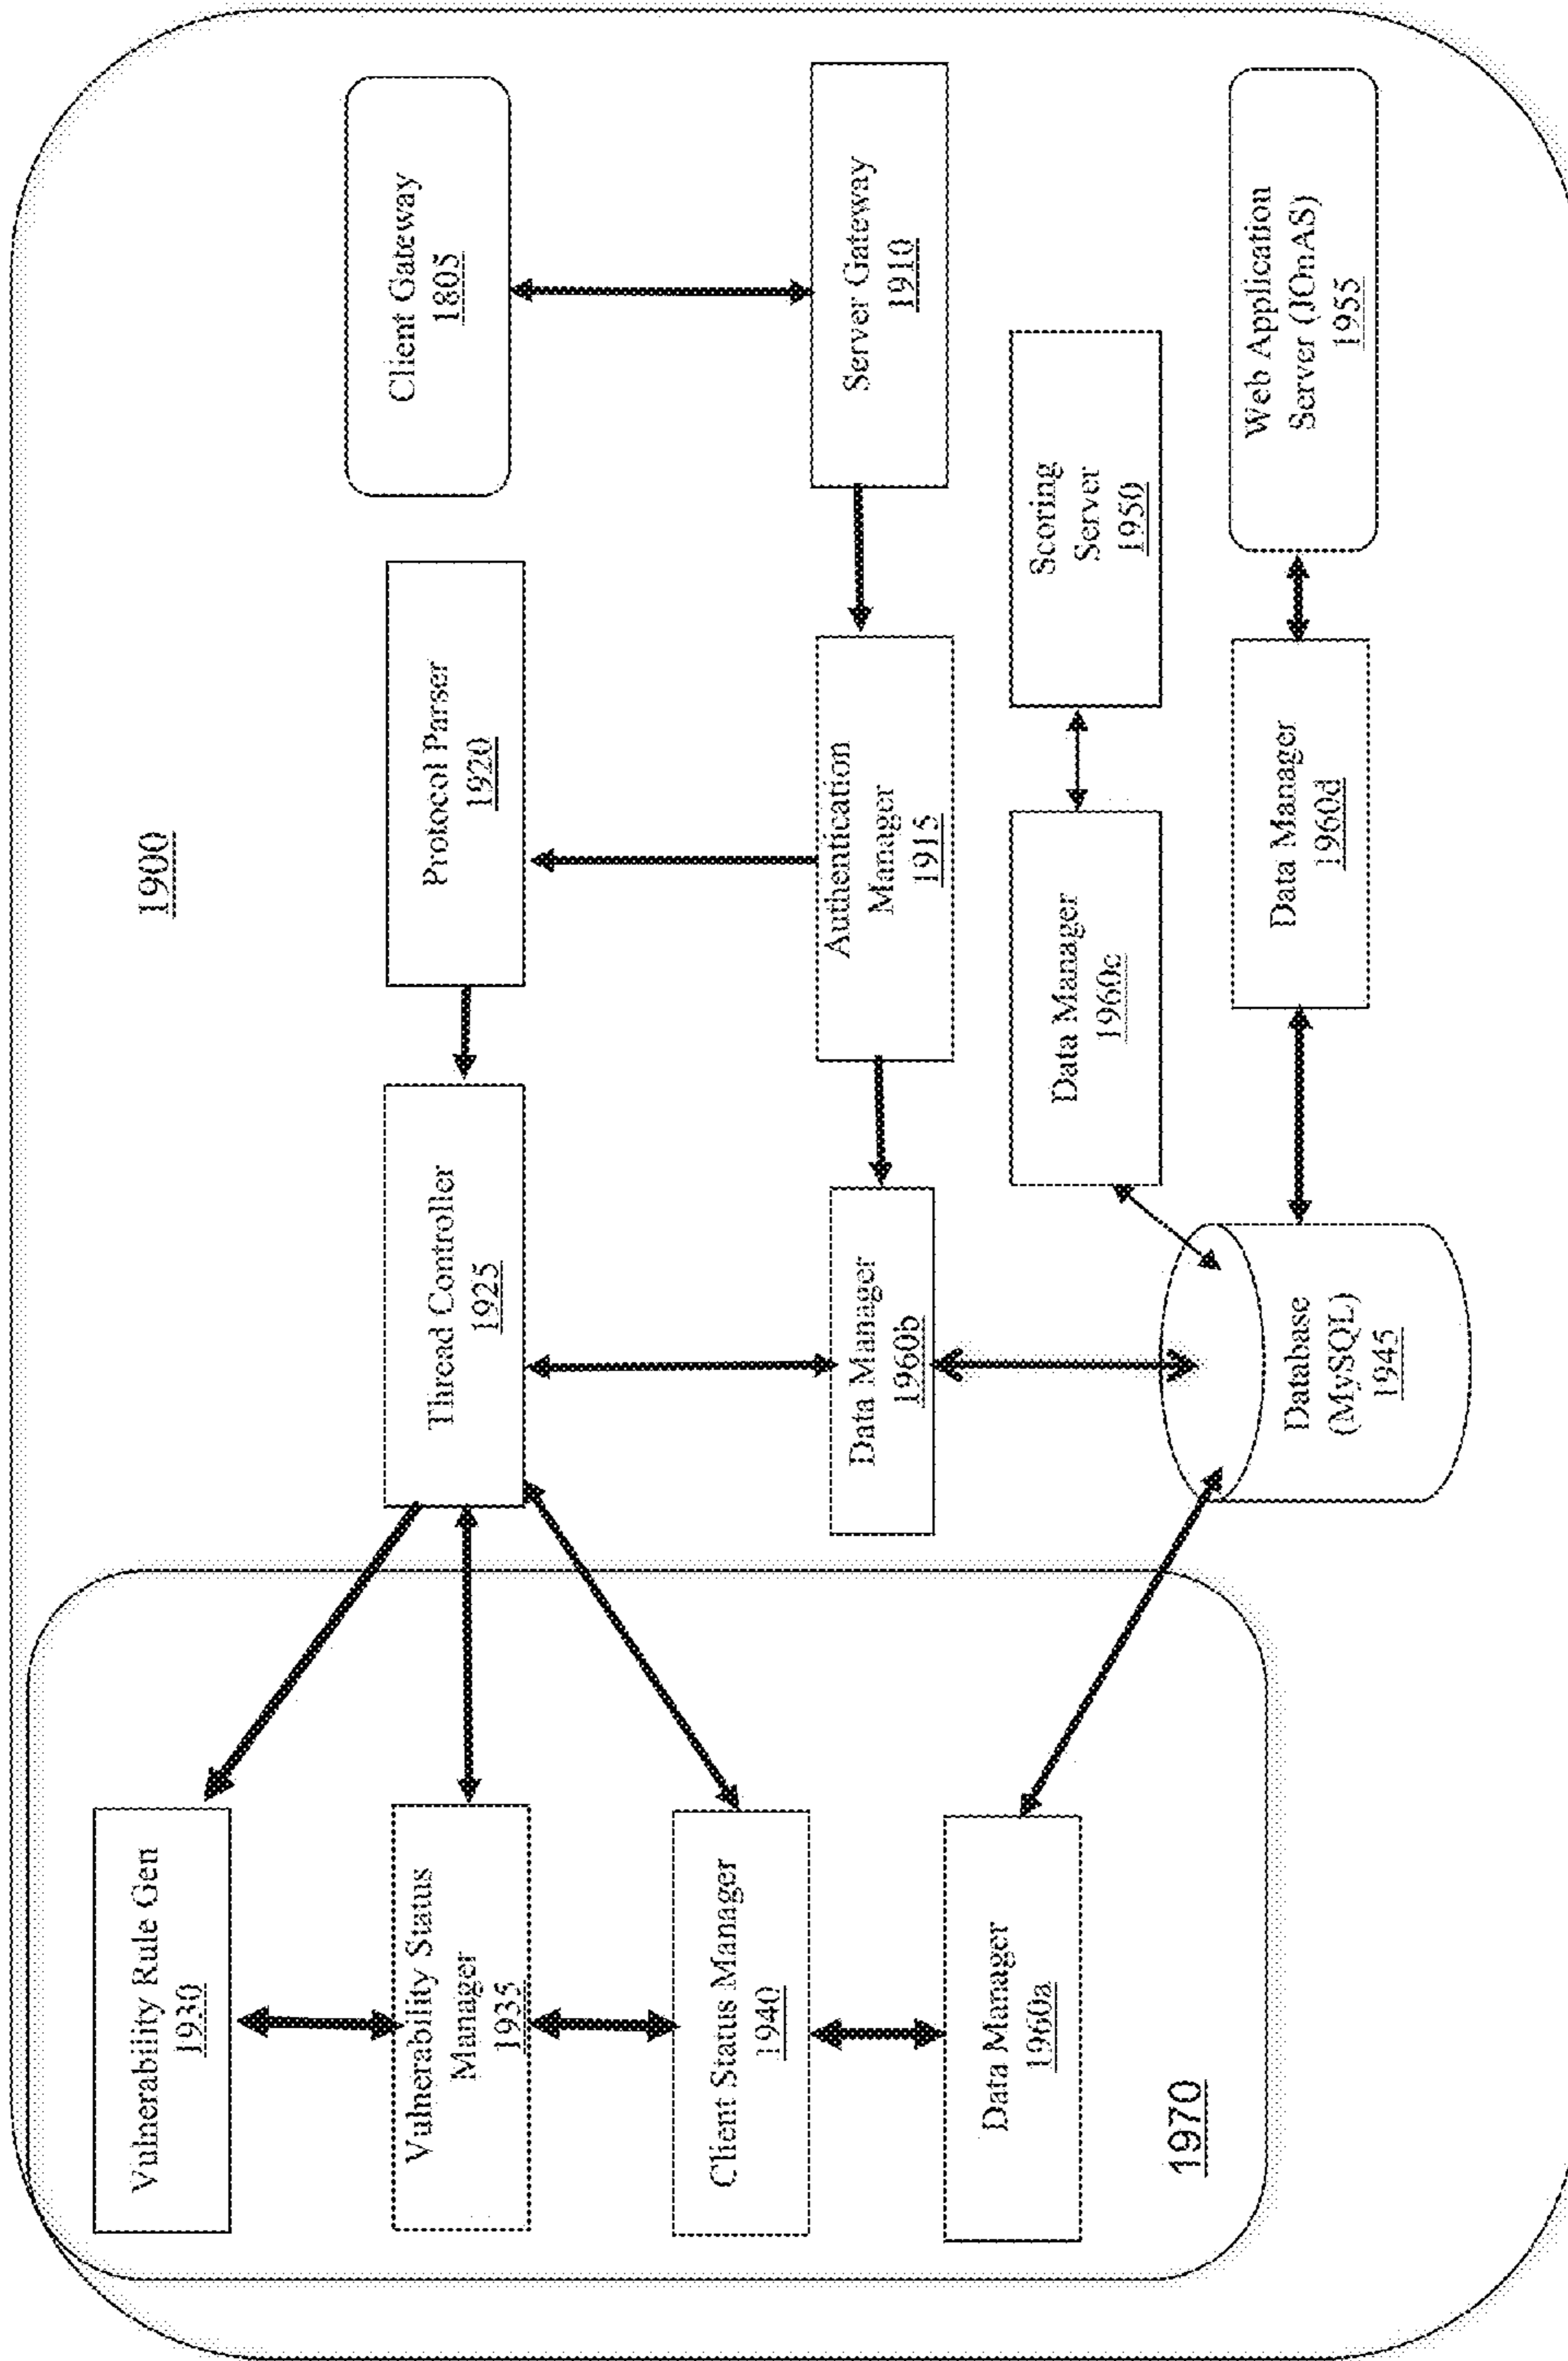 1900
Vulnerability Rule Gen
1930
Vulnerability Status
Manager
1935
Client Status Manager
1940
Data Manager
1960a
1970
Thread Controller
1925
Protocol Parser
1920
Client Gateway
1805
Data Manager
1960b
Authentication
Manager
1915
Server Gateway
1910
Data Manager
1960c
Scoring
Server
1950
Database
(MySQL)
1945
Data Manager
1960d
Web Application
Server (JOnAS)
1955